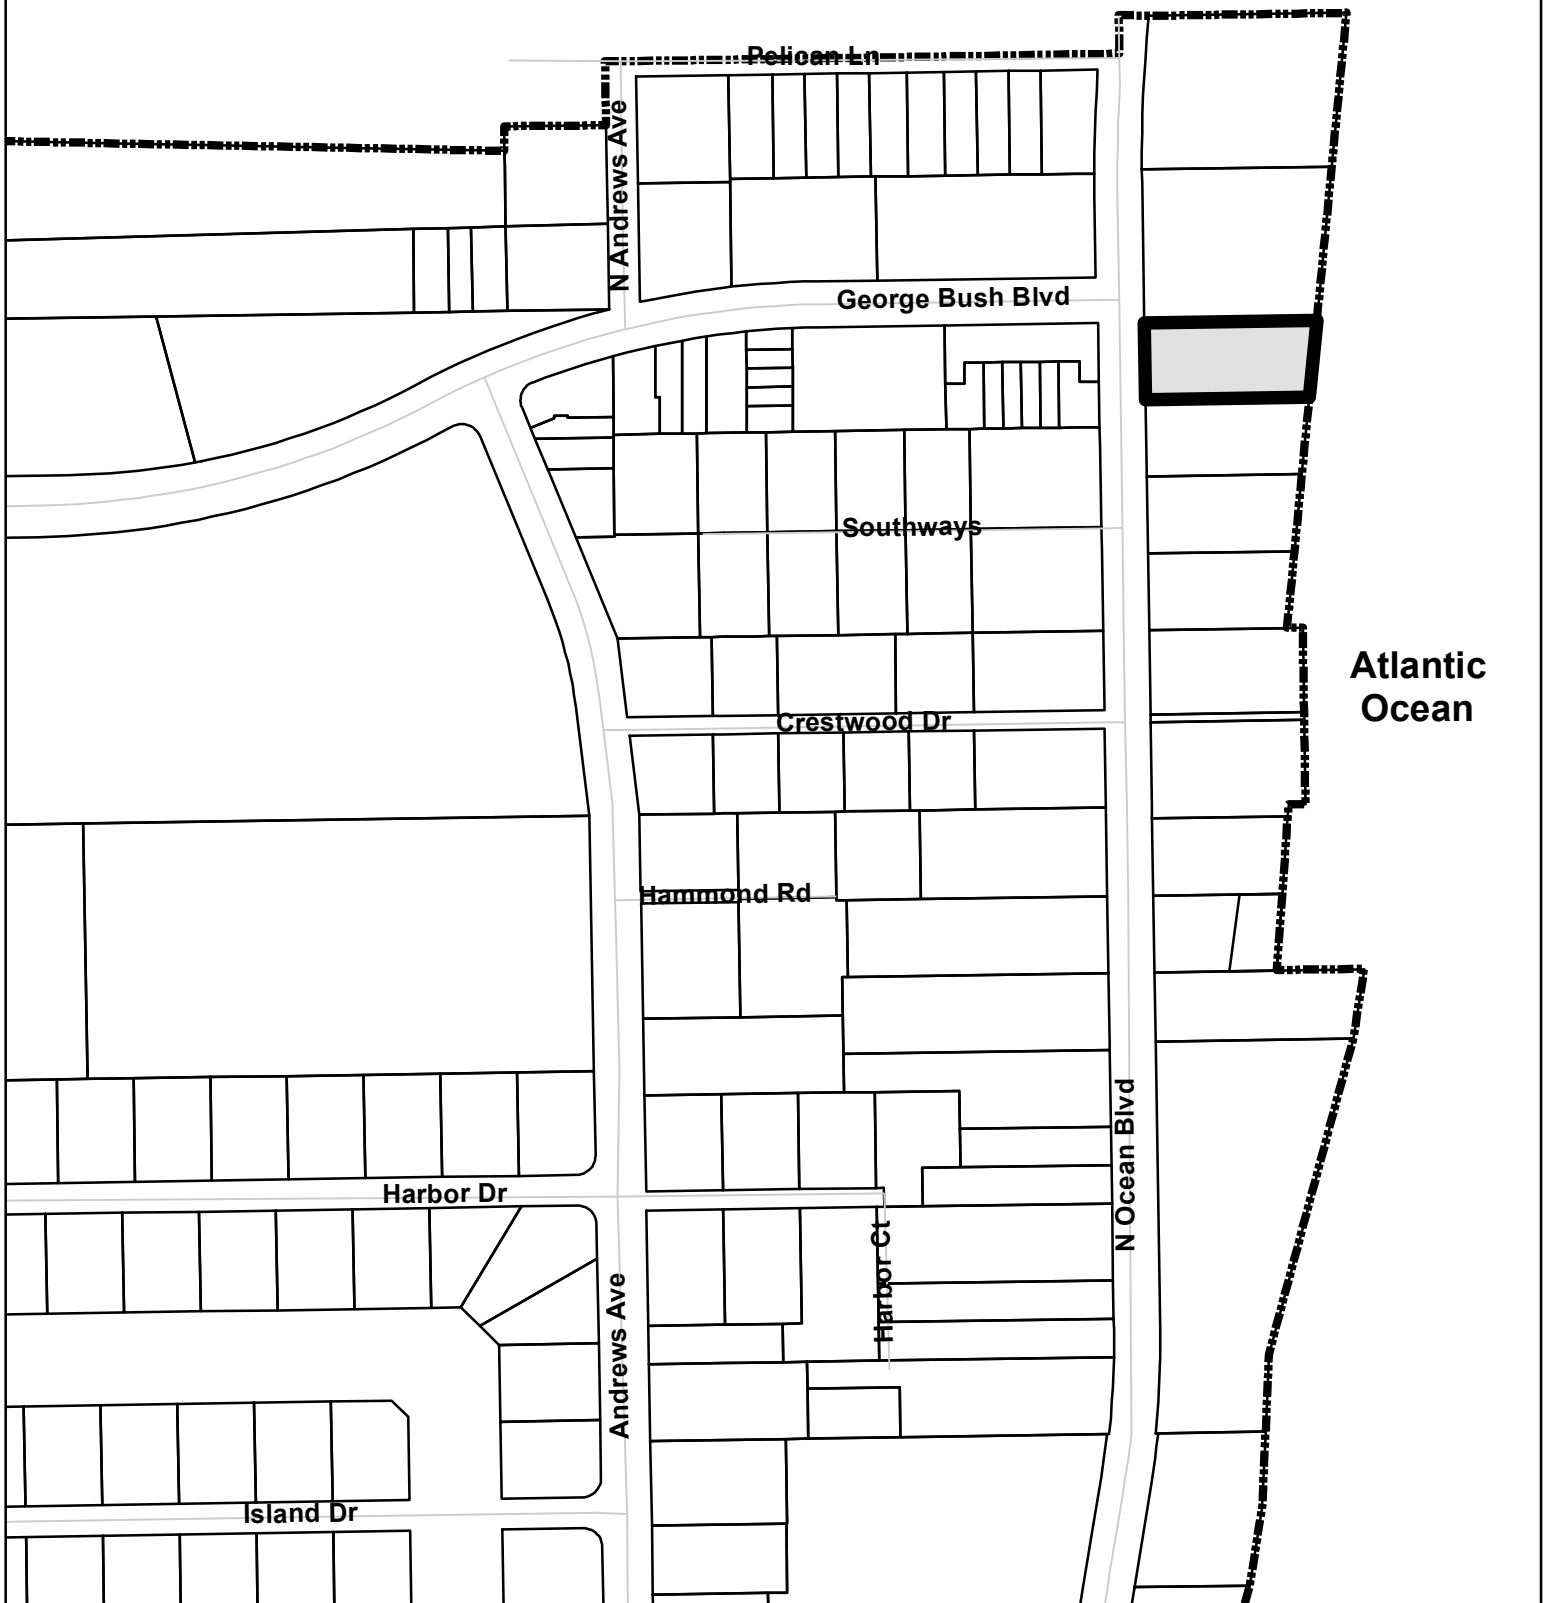 Pelican Ln
N Andrews Ave
George Bush Blvd
Southways
Atlantic
Ocean
Crestwood Dr
Hammond Rd
N Ocean Blvd
Harbor Dr
Harbor Ct
Andrews Ave
Island Dr